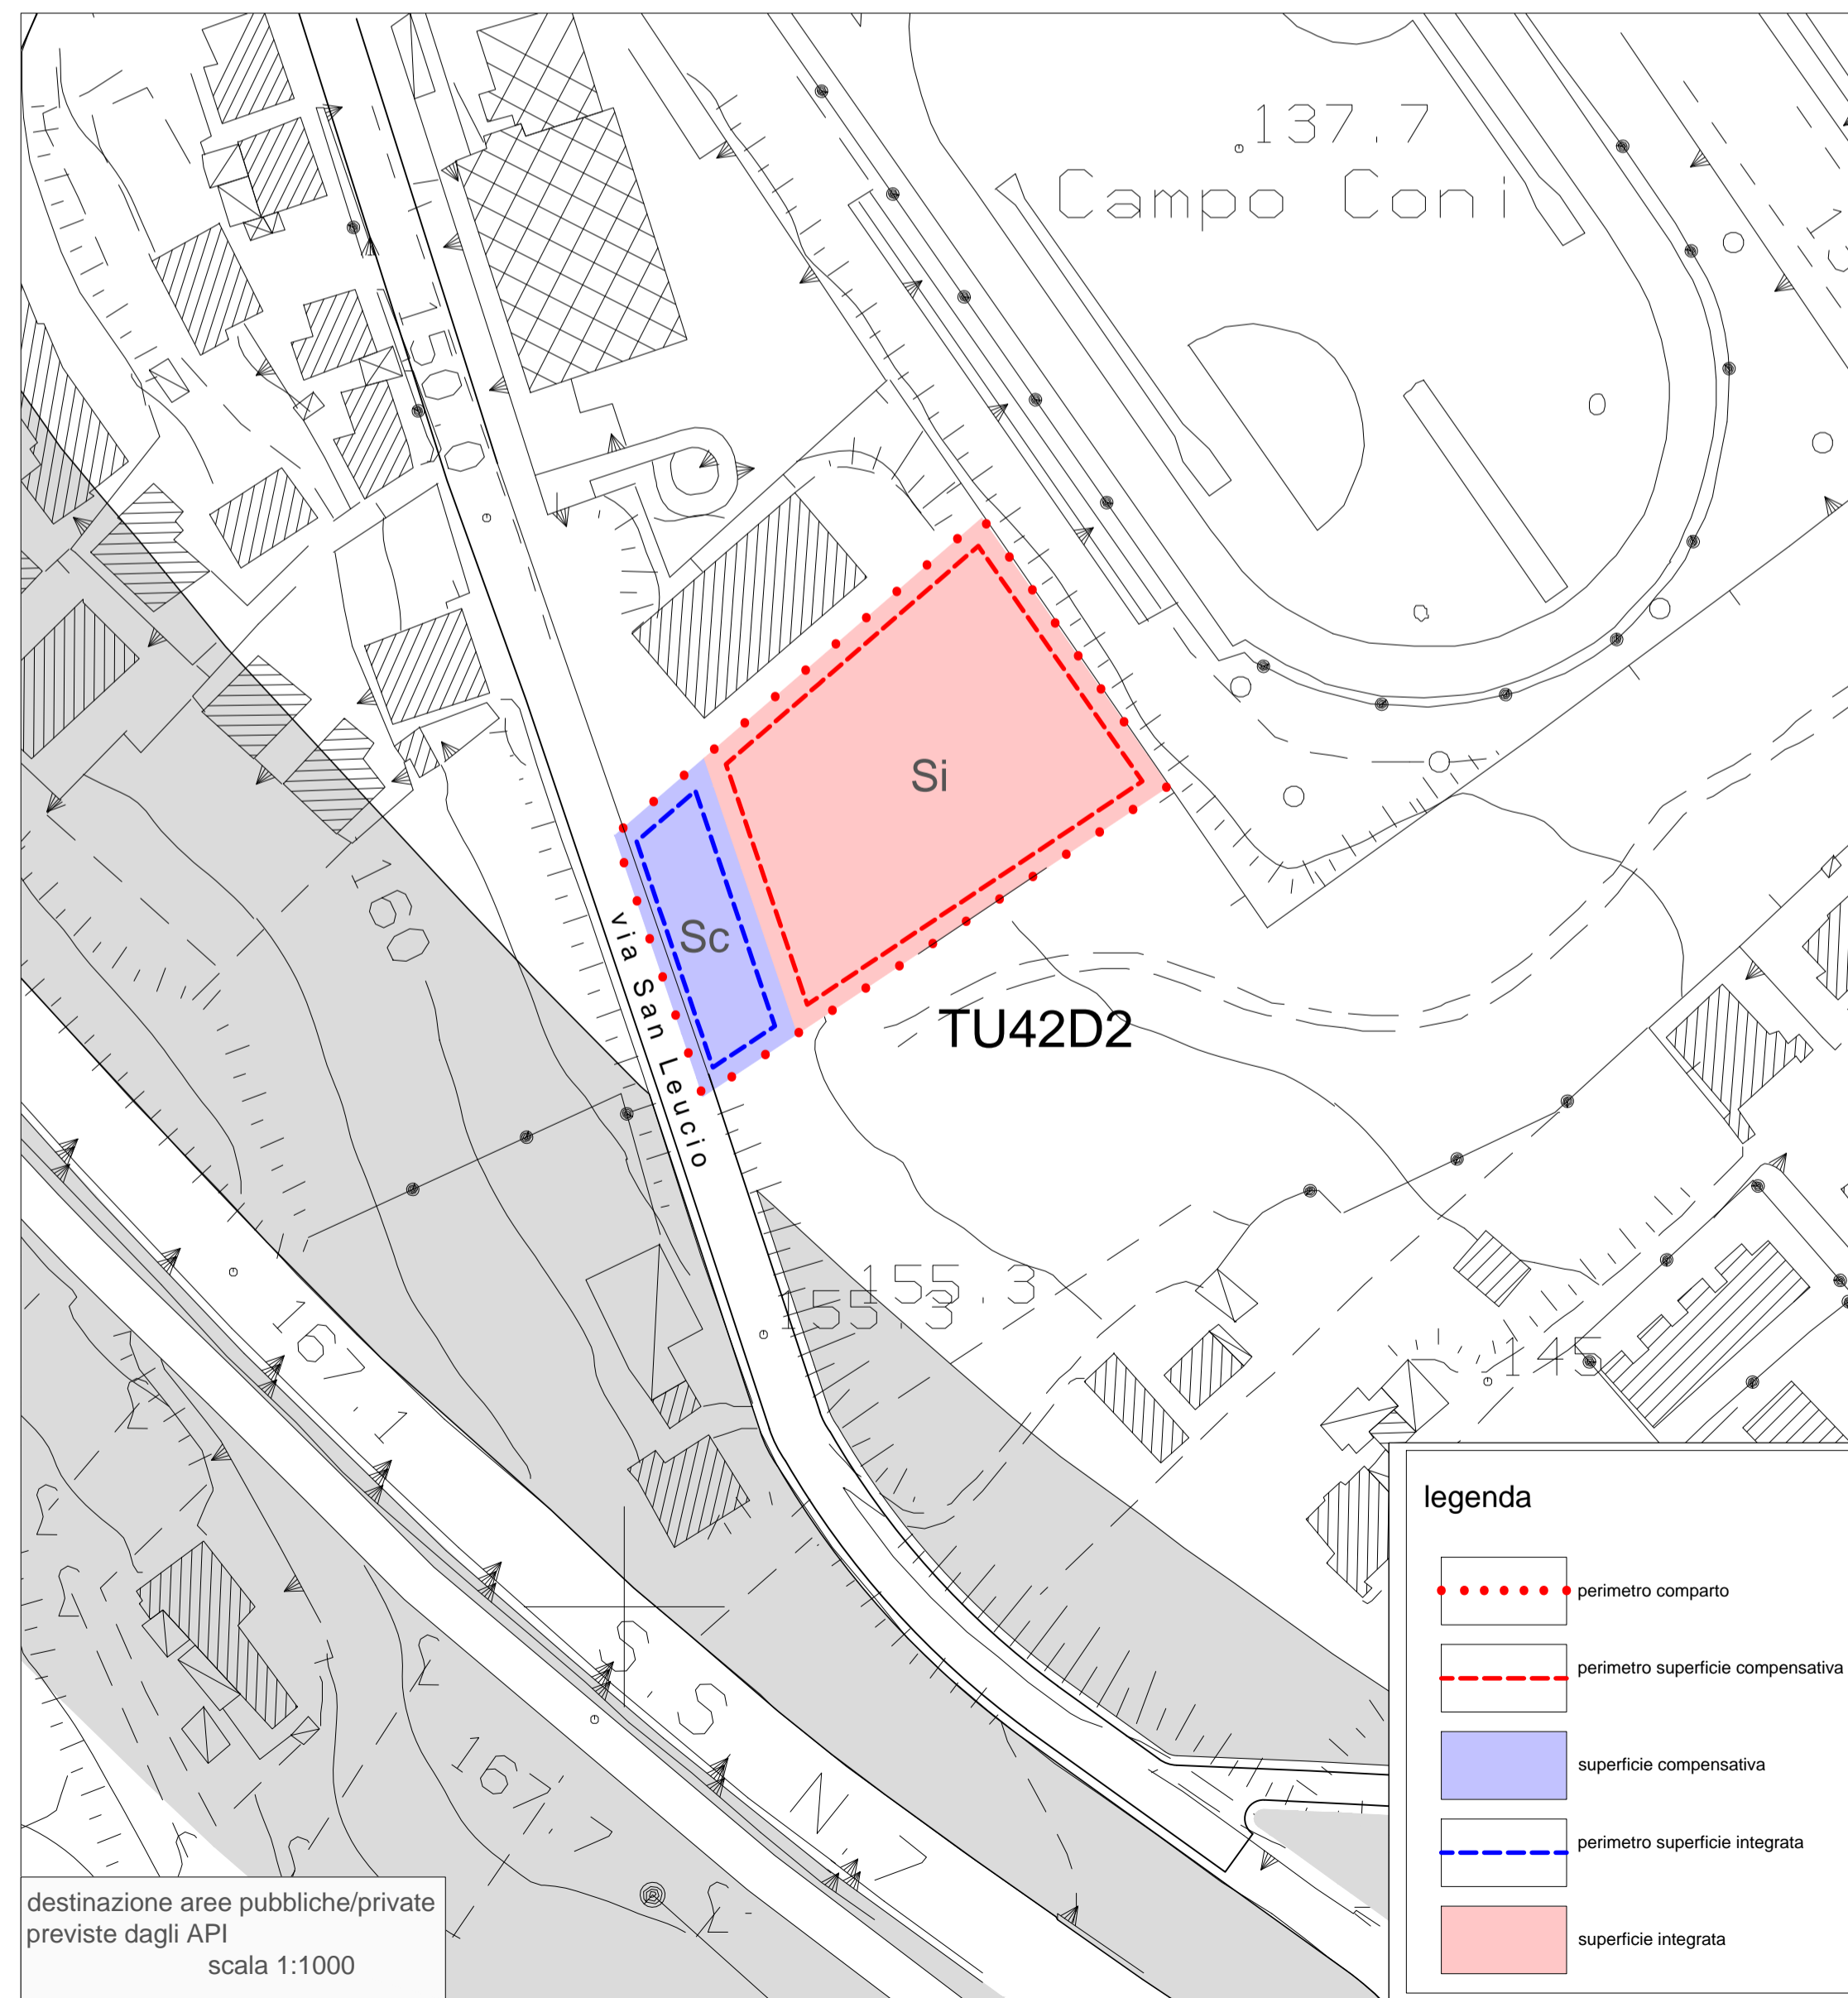 137.7
Campo Coni
150
Si
Sc
via San Leucio
160
TU42D2
155.3
155.3
145
167.1
S.S. N. 7
167.7
legenda
perimetro comparto
perimetro superficie compensativa
superficie compensativa
perimetro superficie integrata
superficie integrata
destinazione aree pubbliche/private
previste dagli API
scala 1:1000